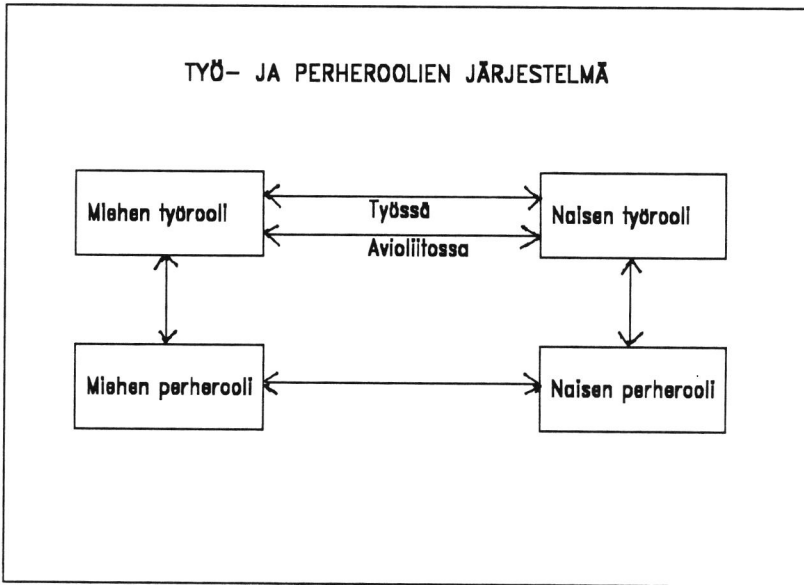 TYÖ- JA PERHEROOLIEN JÄRJESTELMÄ
Miehen työrooli
Työssä
Naisen työrooli
Avioliitossa
Miehen perherooli
Naisen perherooli